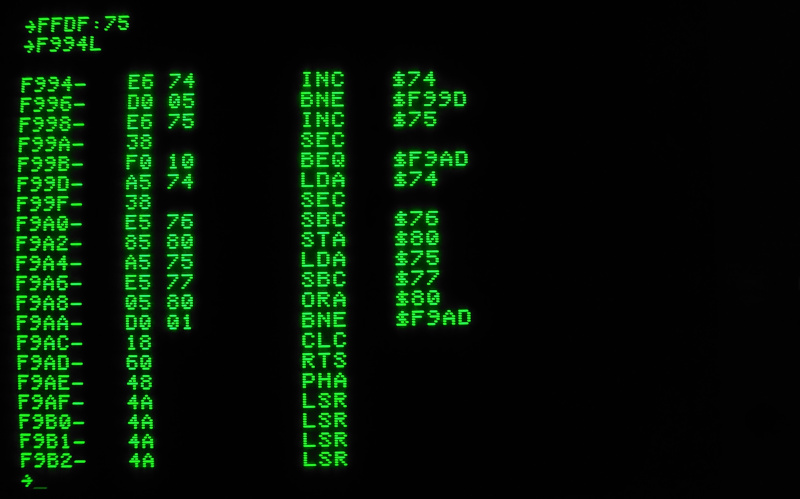 →FFDF:75
→F994L
F994- E6 74 INC $74
F996- D0 05 BNE $F99D
F998- E6 75 INC $75
F99A- 38 SEC
F99B- F0 10 BEQ $F9AD
F99D- A5 74 LDA $74
F99F- 38 SEC
F9A0- E5 76 SBC $76
F9A2- 85 80 STA $80
F9A4- A5 75 LDA $75
F9A6- E5 77 SBC $77
F9A8- 05 80 ORA $80
F9AA- D0 01 BNE $F9AD
F9AC- 18 CLC
F9AD- 60 RTS
F9AE- 48 PHA
F9AF- 4A LSR
F9B0- 4A LSR
F9B1- 4A LSR
F9B2- 4A LSR
→_